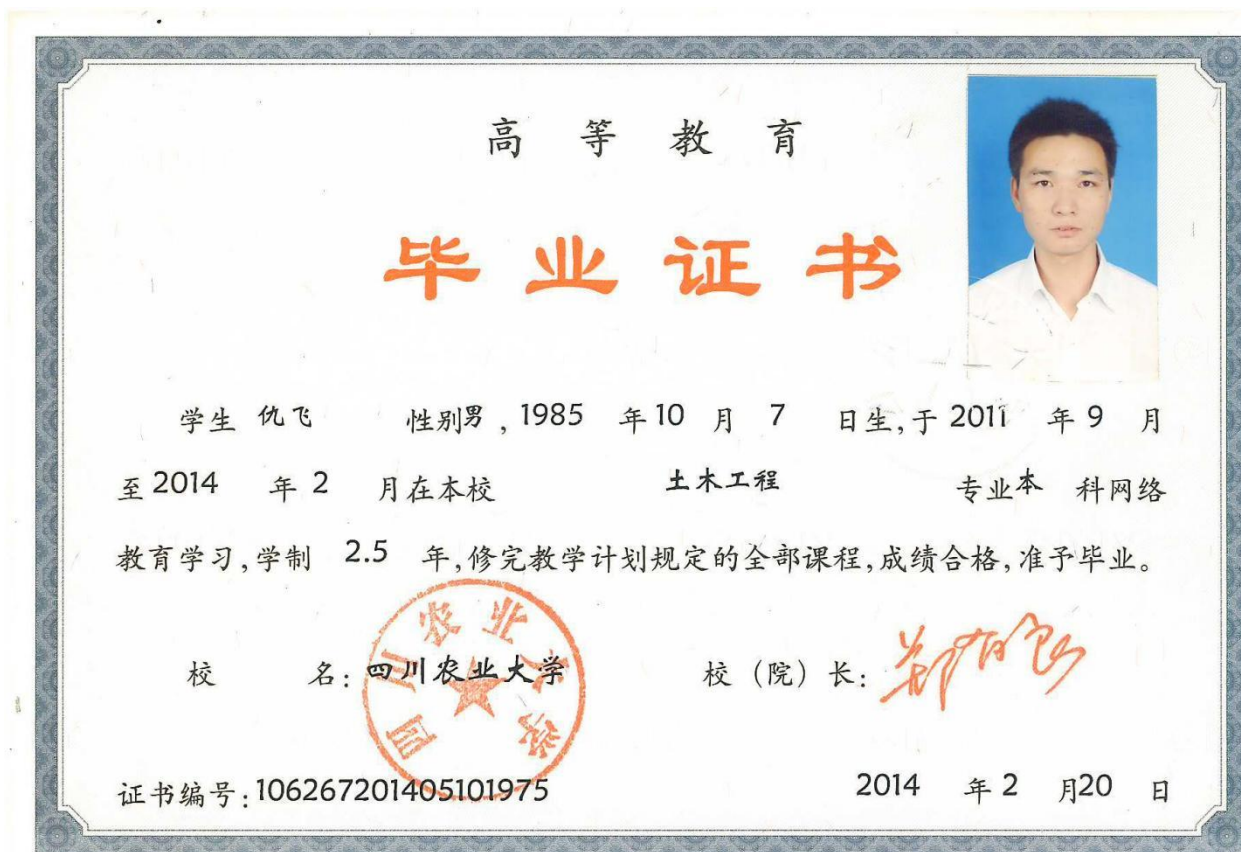 高等教育
毕业证书
学生 仇飞 性别男，1985 年10 月 7 日生，于 2011 年 9 月
至 2014 年 2 月在本校 土木工程 专业本 科网络
教育学习，学制 2.5 年，修完教学计划规定的全部课程，成绩合格，准予毕业。
校 名：四川农业大学 校（院）长：郑有良
四川农业大学
证书编号：106267201405101975 2014 年 2 月20 日